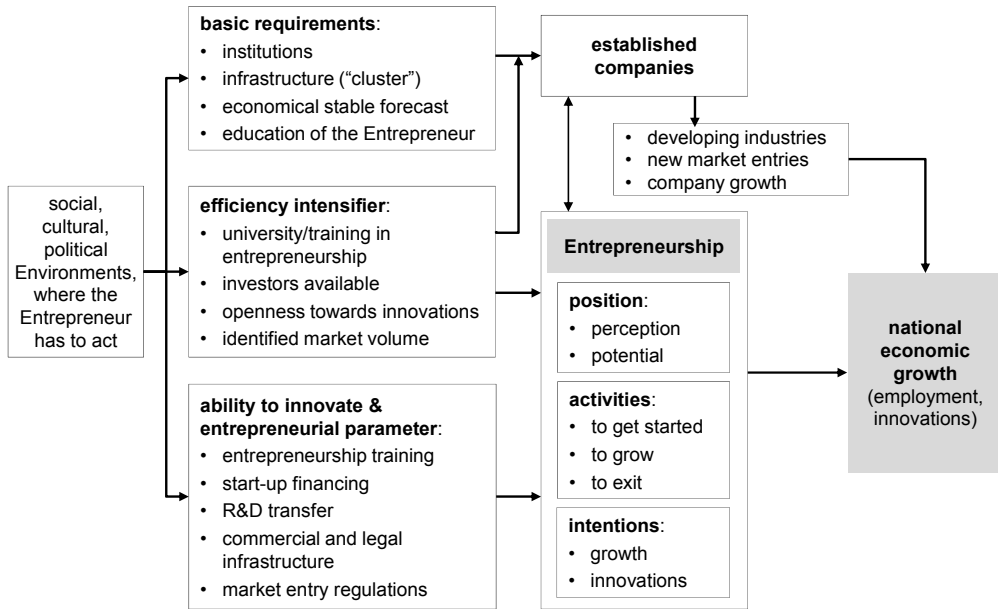 social,
cultural,
political
Environments,
where the
Entrepreneur
has to act
basic requirements:
• institutions
• infrastructure (“cluster”)
• economical stable forecast
• education of the Entrepreneur
efficiency intensifier:
• university/training in
entrepreneurship
• investors available
• openness towards innovations
• identified market volume
ability to innovate &
entrepreneurial parameter:
• entrepreneurship training
• start-up financing
• R&D transfer
• commercial and legal
infrastructure
• market entry regulations
established
companies
• developing industries
• new market entries
• company growth
Entrepreneurship
position:
• perception
• potential
activities:
• to get started
• to grow
• to exit
intentions:
• growth
• innovations
national
economic
growth
(employment,
innovations)